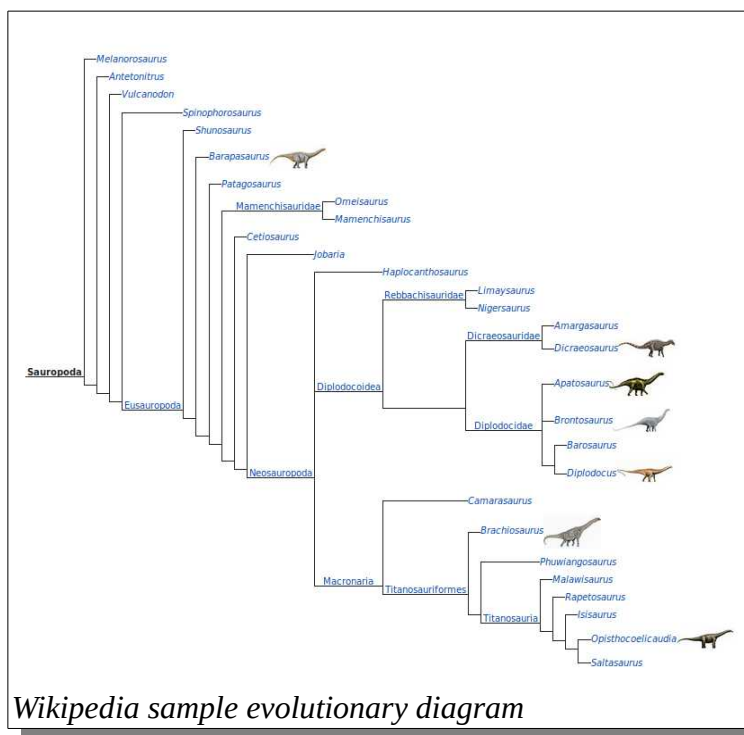 Melanorosaurus
Antetonitrus
Vulcanodon
Spinophorosaurus
Shunosaurus
Barapasaurus
Patagosaurus
Omeisaurus
Mamenchisauridae
Mamenchisaurus
Cetiosaurus
Jobaria
Haplocanthosaurus
Limaysaurus
Rebbachisauridae
Nigersaurus
Amargasaurus
Dicraeosauridae
Dicraeosaurus
Sauropoda
Apatosaurus
Diplodocoidea
Eusauropoda
Brontosaurus
Diplodocidae
Barosaurus
Neosauropoda
Diplodocus
Camarasaurus
Brachiosaurus
Phuwiangosaurus
Macronaria
Malawisaurus
Titanosauriformes
Rapetosaurus
Isisaurus
Titanosauria
Opisthocoelicaudia
Saltasaurus
Wikipedia sample evolutionary diagram